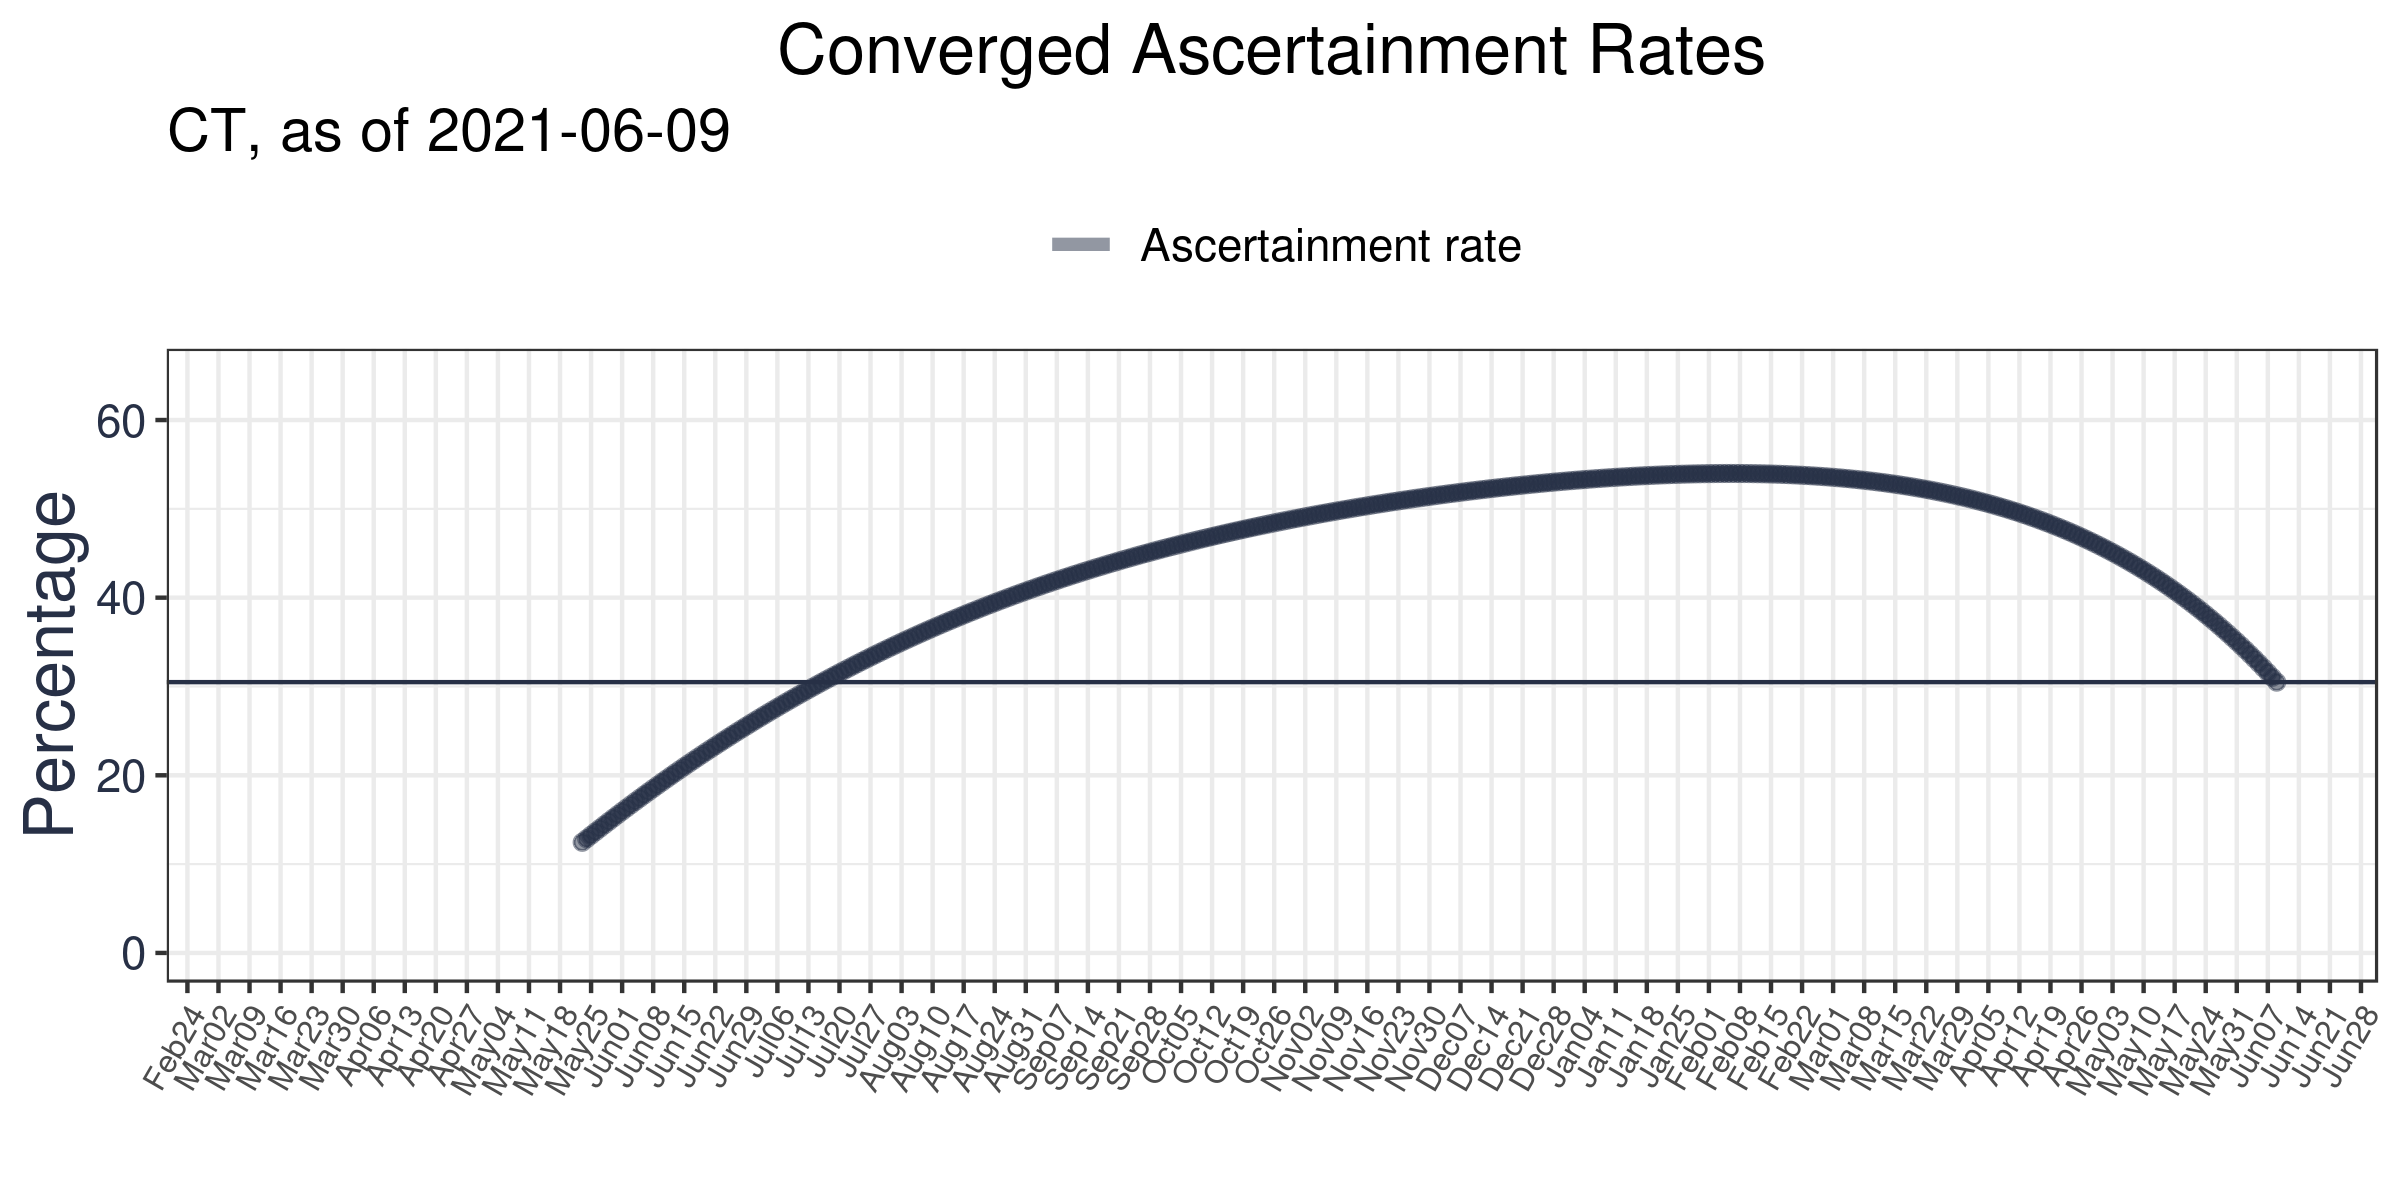 Converged Ascertainment Rates
CT, as of 2021-06-09
Ascertainment rate
Percentage
60
40
20
0
Feb24
Mar02
Mar09
Mar16
Mar23
Mar30
Apr06
Apr13
Apr20
Apr27
May04
May11
May18
May25
Jun01
Jun08
Jun15
Jun22
Jun29
Jul06
Jul13
Jul20
Jul27
Aug03
Aug10
Aug17
Aug24
Aug31
Sep07
Sep14
Sep21
Sep28
Oct05
Oct12
Oct19
Oct26
Nov02
Nov09
Nov16
Nov23
Nov30
Dec07
Dec14
Dec21
Dec28
Jan04
Jan11
Jan18
Jan25
Feb01
Feb08
Feb15
Feb22
Mar01
Mar08
Mar15
Mar22
Mar29
Apr05
Apr12
Apr19
Apr26
May03
May10
May17
May24
May31
Jun07
Jun14
Jun21
Jun28